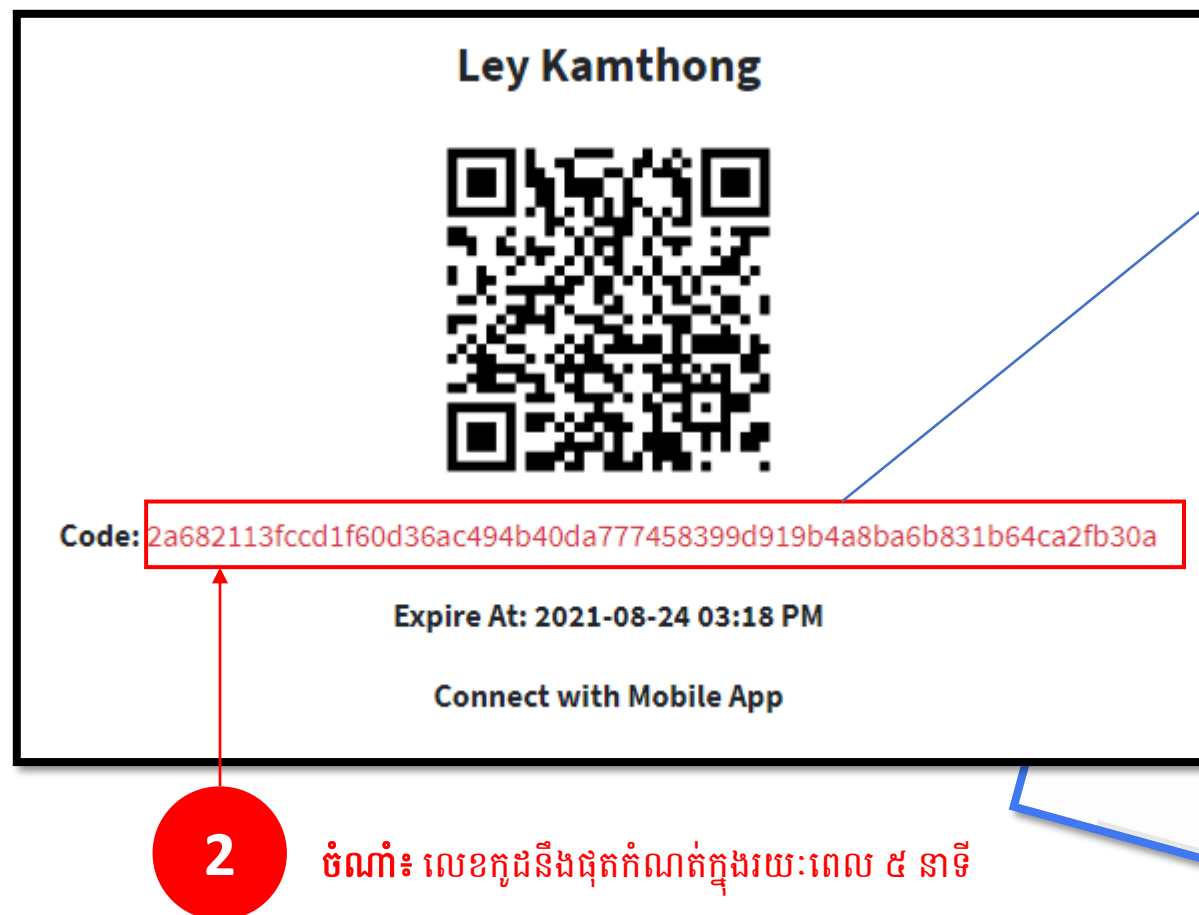 Ley Kamthong
Code: 2a682113fccd1f60d36ac494b40da777458399d919b4a8ba6b831b64ca2fb30a
Expire At: 2021-08-24 03:18 PM
Connect with Mobile App
2 ចំណាំ៖ លេខកូដនឹងផុតកំណត់ក្នុងរយៈពេល ៥ នាទី